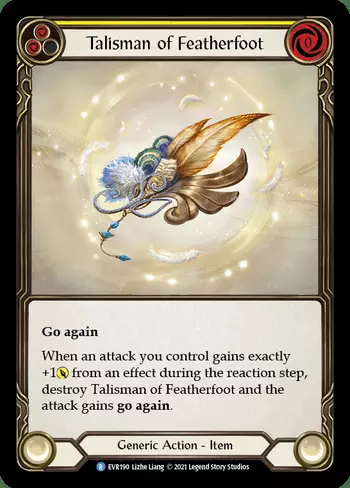 Talisman of Featherfoot
0
Go again
When an attack you control gains exactly
+1 from an effect during the reaction step,
destroy Talisman of Featherfoot and the
attack gains go again.
Generic Action - Item
R EVR190 Lizhe Liang © 2021 Legend Story Studios